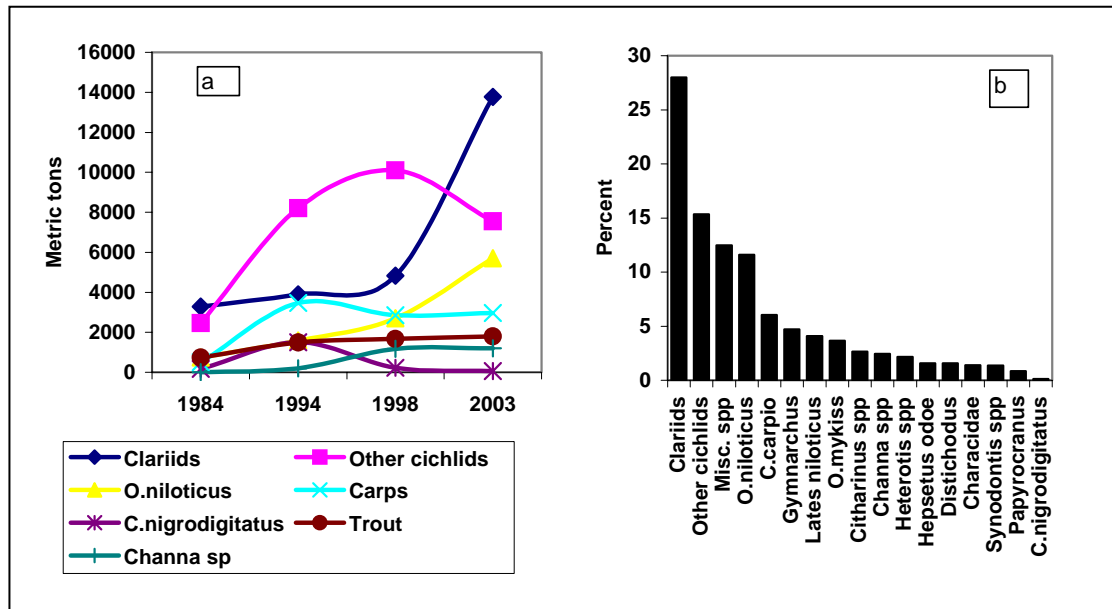 a
Metric tons
16000
14000
12000
10000
8000
6000
4000
2000
0
1984 1994 1998 2003
Clariids Other cichlids
O.niloticus Carps
C.nigrodigitatus Trout
Channa sp
b
Percent
30
25
20
15
10
5
0
Clariids
Other cichlids
Misc. spp
O.niloticus
C.carpio
Gymnarchus
Lates niloticus
O.mykiss
Citharinus spp
Channa spp
Heterotis spp
Hepsetus odoe
Distichodus
Characidae
Synodontis spp
Papyrocranus
C.nigrodigitatus